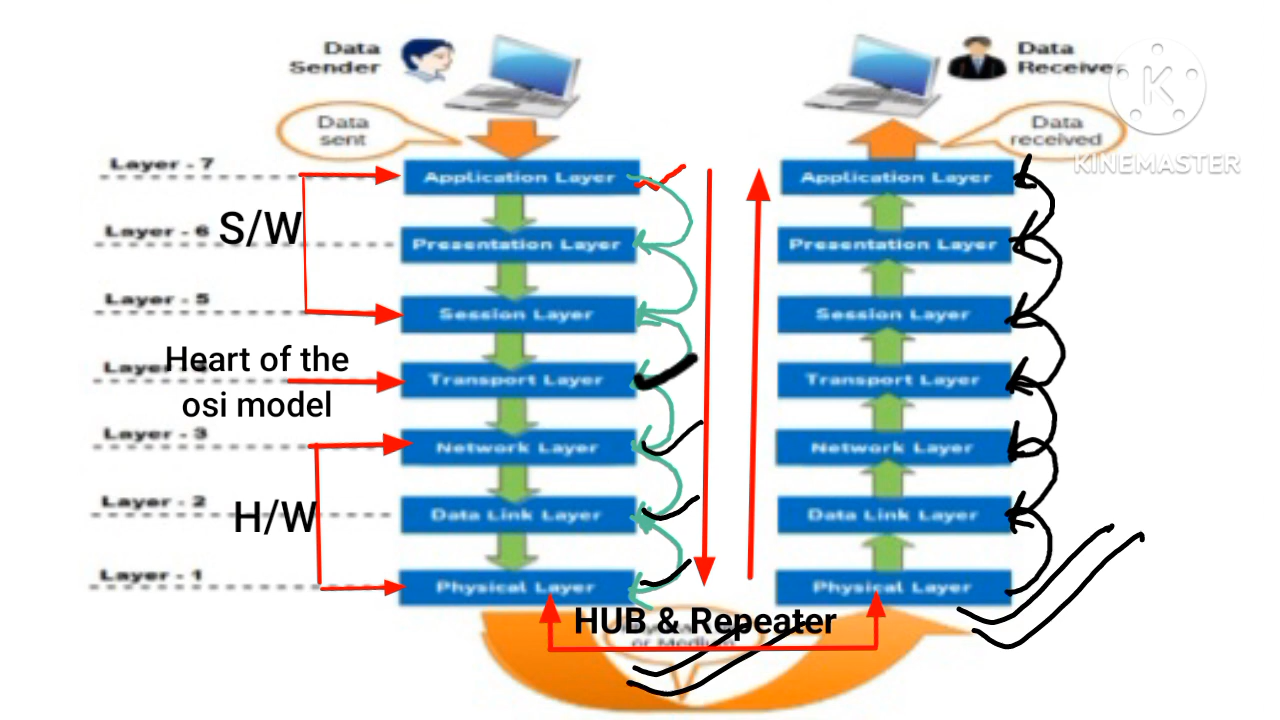 Data
Sender
Data
Receiver
Data
sent
Data
received
KINEMASTER
Layer - 7
Application Layer
Application Layer
Layer - 6
S/W
Presentation Layer
Presentation Layer
Layer - 5
Session Layer
Session Layer
Heart of the
osi model
Transport Layer
Transport Layer
Layer - 3
Network Layer
Network Layer
Layer - 2
H/W
Data Link Layer
Data Link Layer
Layer - 1
Physical Layer
Physical Layer
HUB & Repeater
or Medium